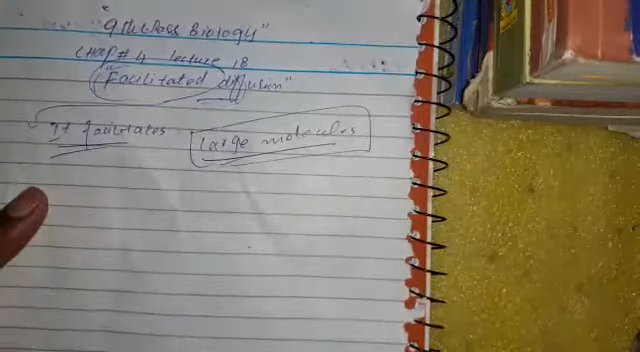 "9th class Biology"
Chap# 4 lecture 18
"Facilitated diffusion"
It facilitates Large molecules